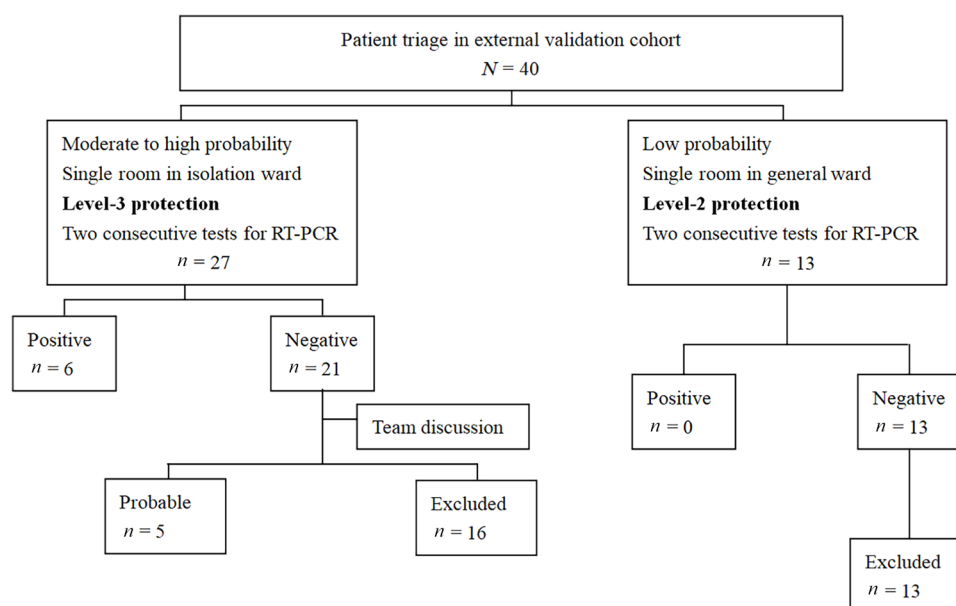 Patient triage in external validation cohort
N = 40
Moderate to high probability
Single room in isolation ward
Level-3 protection
Two consecutive tests for RT-PCR
n = 27
Low probability
Single room in general ward
Level-2 protection
Two consecutive tests for RT-PCR
n = 13
Positive
n = 6
Negative
n = 21
Positive
n = 0
Negative
n = 13
Team discussion
Probable
n = 5
Excluded
n = 16
Excluded
n = 13